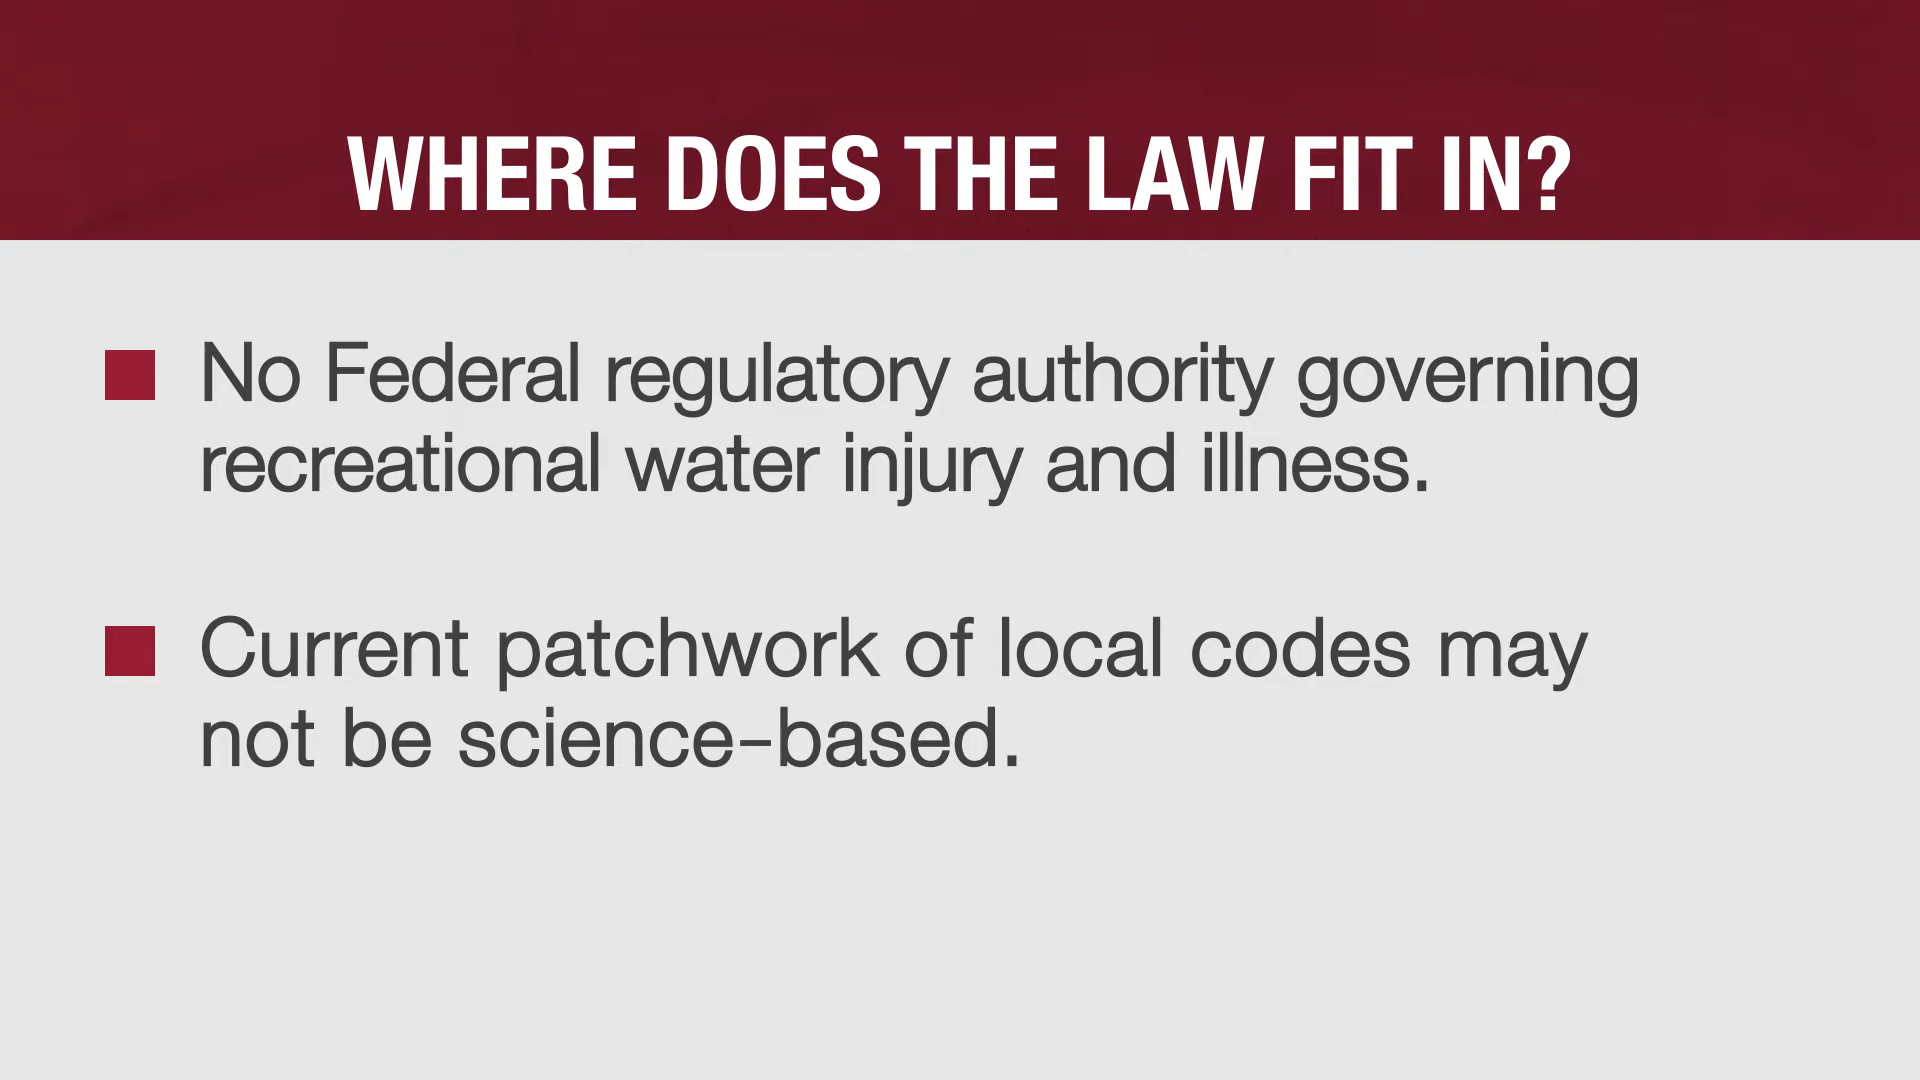 WHERE DOES THE LAW FIT IN?
No Federal regulatory authority governing
recreational water injury and illness.
Current patchwork of local codes may
not be science-based.